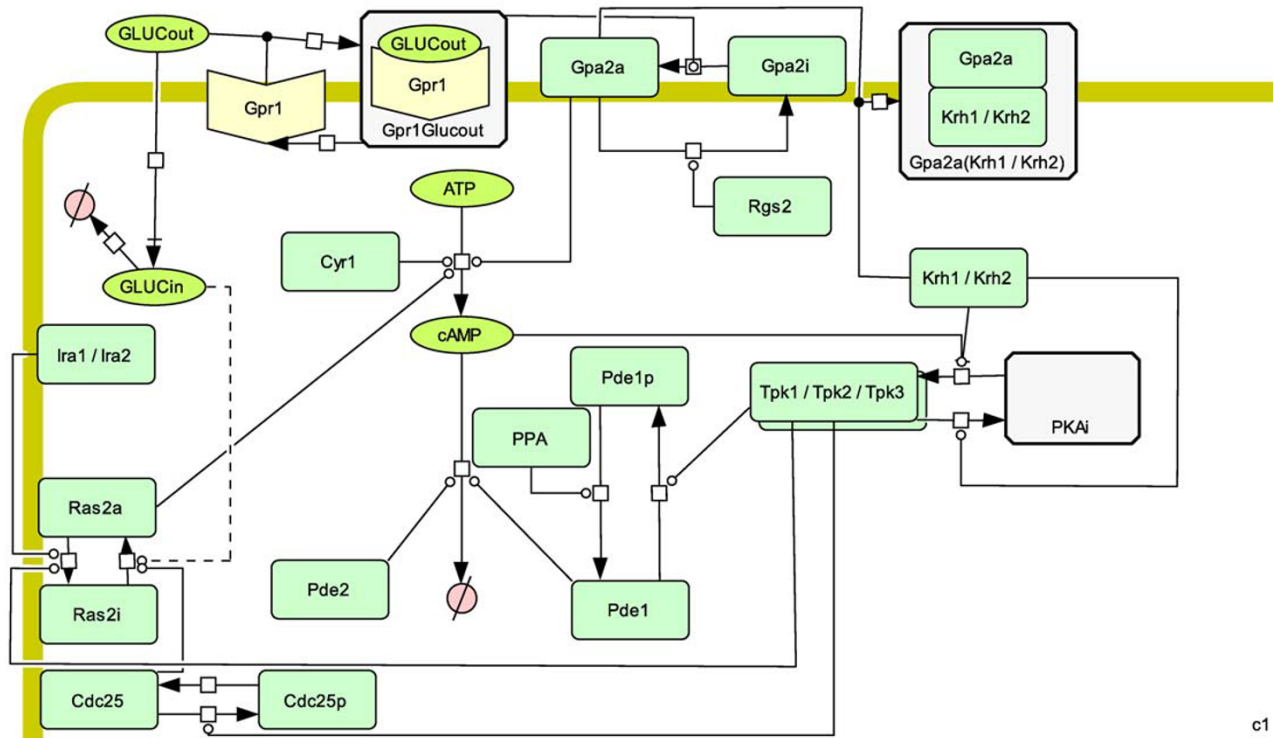 GLUCout
GLUCout
Gpr1
Gpr1Glucout
Gpr1
Gpa2a
Gpa2i
Gpa2a
Krh1 / Krh2
Gpa2a(Krh1 / Krh2)
ATP
Rgs2
Cyr1
GLUCin
Krh1 / Krh2
cAMP
Ira1 / Ira2
Pde1p
Tpk1 / Tpk2 / Tpk3
PKAi
PPA
Ras2a
Pde2
Pde1
Ras2i
Cdc25
Cdc25p
c1